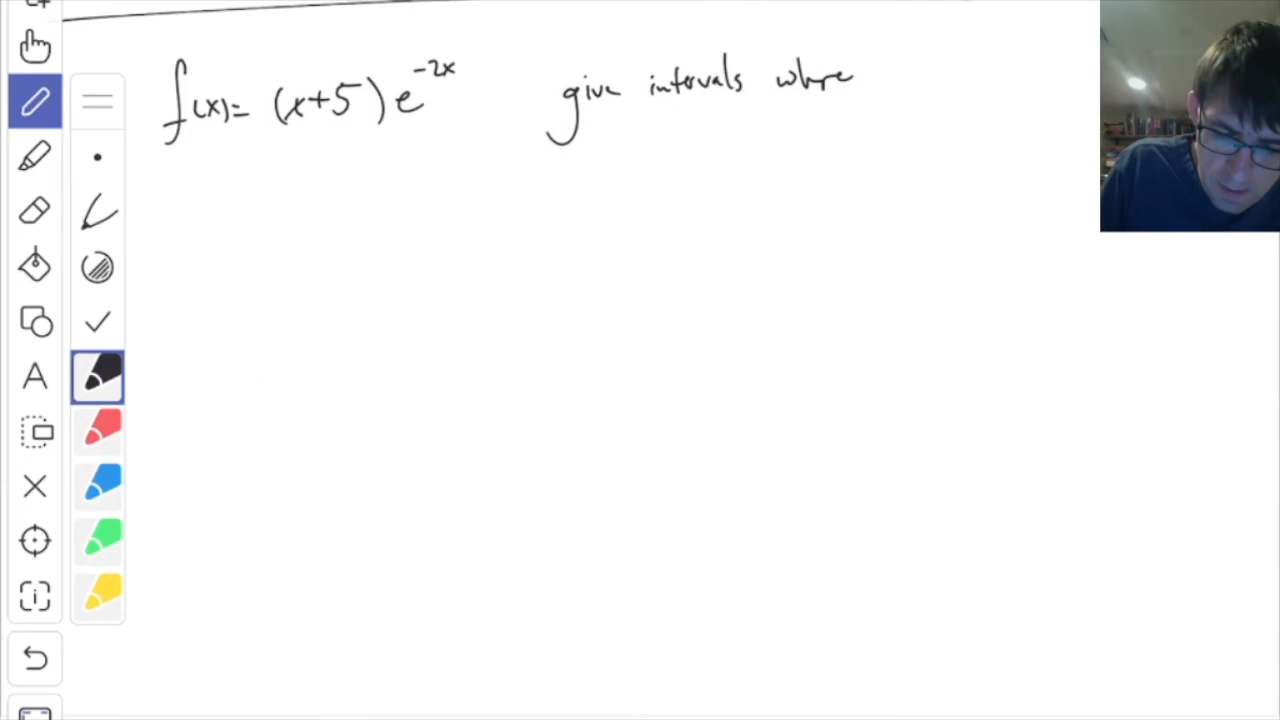 f(x)= (x+5) e^{-2x} give intervals where
A